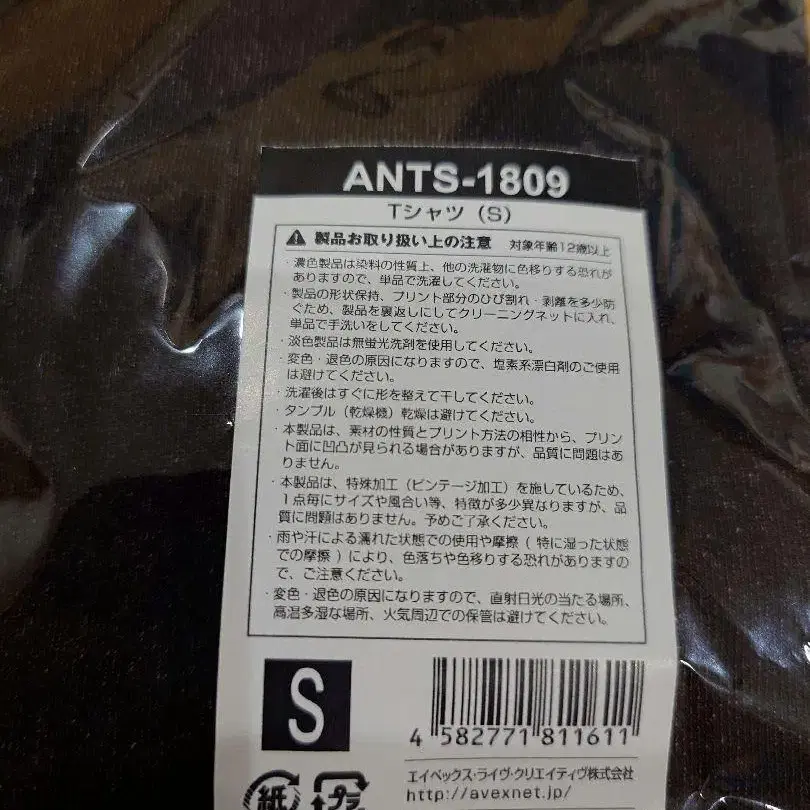 ANTS-1809
Tシャツ (S)
製品お取り扱い上の注意 対象年齢12歳以上
・濃色製品は染料の性質上、他の洗濯物に色移りする恐れが
ありますので、単品で洗濯してください。
・製品の形状保持、プリント部分のひび割れ・剥離を多少防
ぐため、製品を裏返しにしてクリーニングネットに入れ、
単品で手洗いをしてください。
・淡色製品は無蛍光洗剤を使用してください。
・変色・退色の原因になりますので、塩素系漂白剤のご使用
は避けてください。
・洗濯後はすぐに形を整えて干してください。
・タンブル（乾燥機）乾燥は避けてください。
・本製品は、素材の性質とプリント方法の相性から、プリン
ト面に凹凸が見られる場合がありますが、品質に問題はあ
りません。
・本製品は、特殊加工（ビンテージ加工）を施しているため、
1点毎にサイズや風合い等、特徴が多少異なりますが、品
質に問題はありません。予めご了承ください。
・雨や汗による濡れた状態での使用や摩擦（特に湿った状態
での摩擦）により、色落ちや色移りする恐れがありますの
で、ご注意ください。
・変色・退色の原因になりますので、直射日光の当たる場所、
高温多湿な場所、火気周辺での保管は避けてください。
S
4 582771 811611
エイベックス・ライヴ・クリエイティヴ株式会社
http://avexnet.jp/
紙
プラ